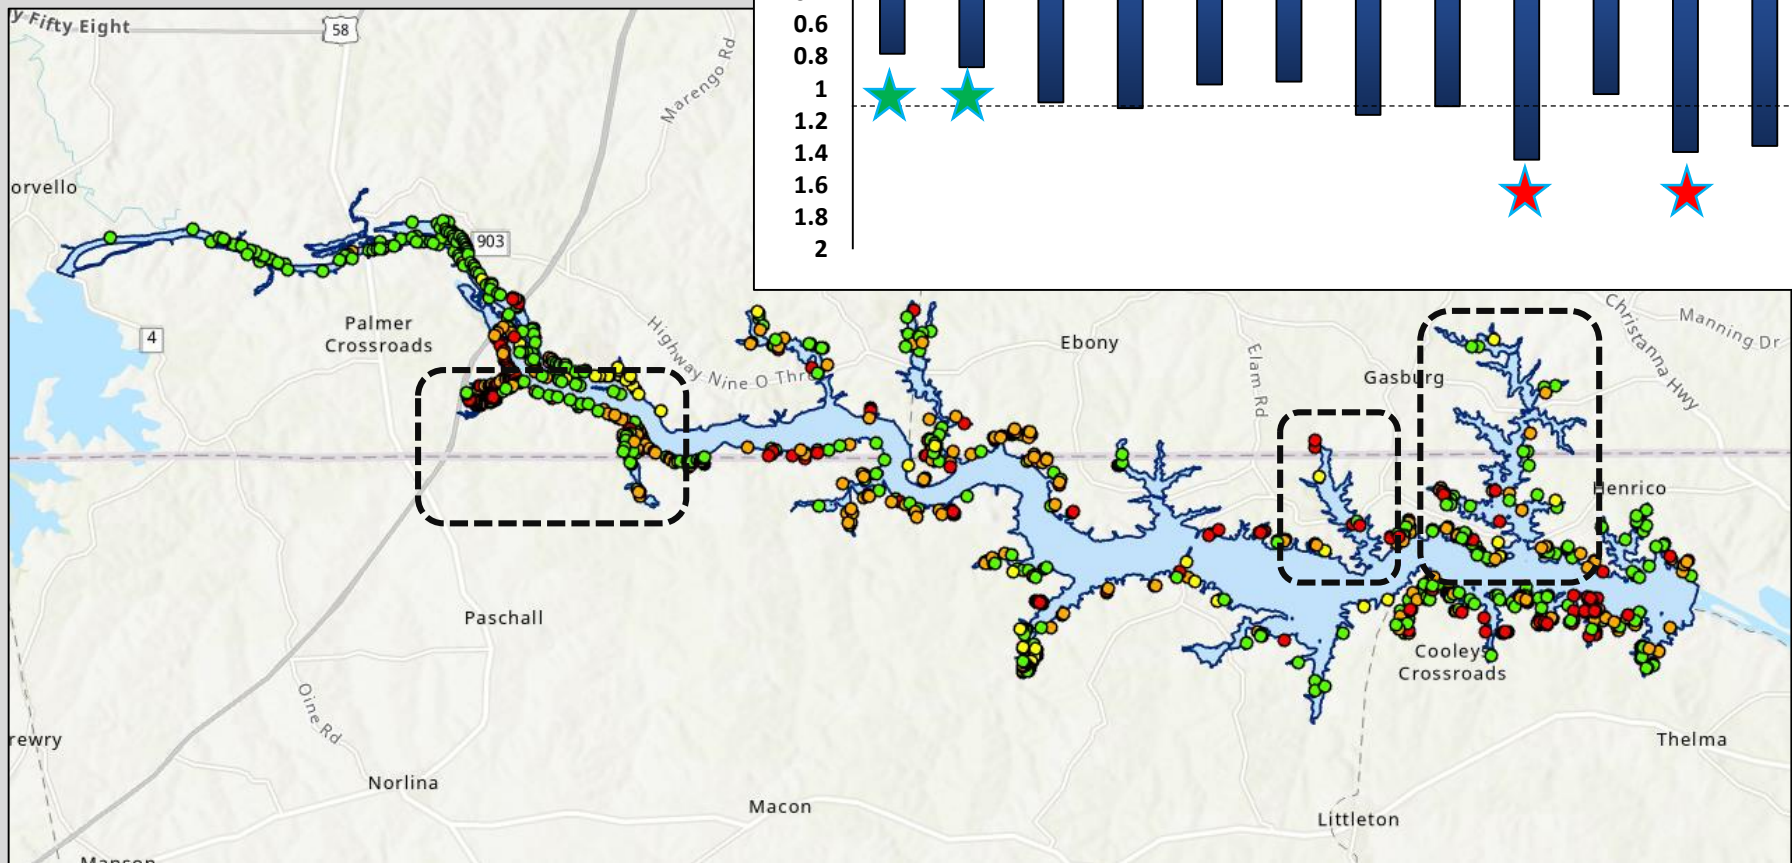 y Fifty Eight
58
Marengo Rd
0.6
0.8
1
1.2
1.4
1.6
1.8
2
orvello
903
4
Palmer
Crossroads
Highway Nine O Thre
Ebony
Elam Rd
Gasburg
Christanna Hwy
Manning Dr
Henrico
Paschall
Cooleys
Crossroads
Oine Rd
rewry
Norlina
Macon
Littleton
Thelma
Manson